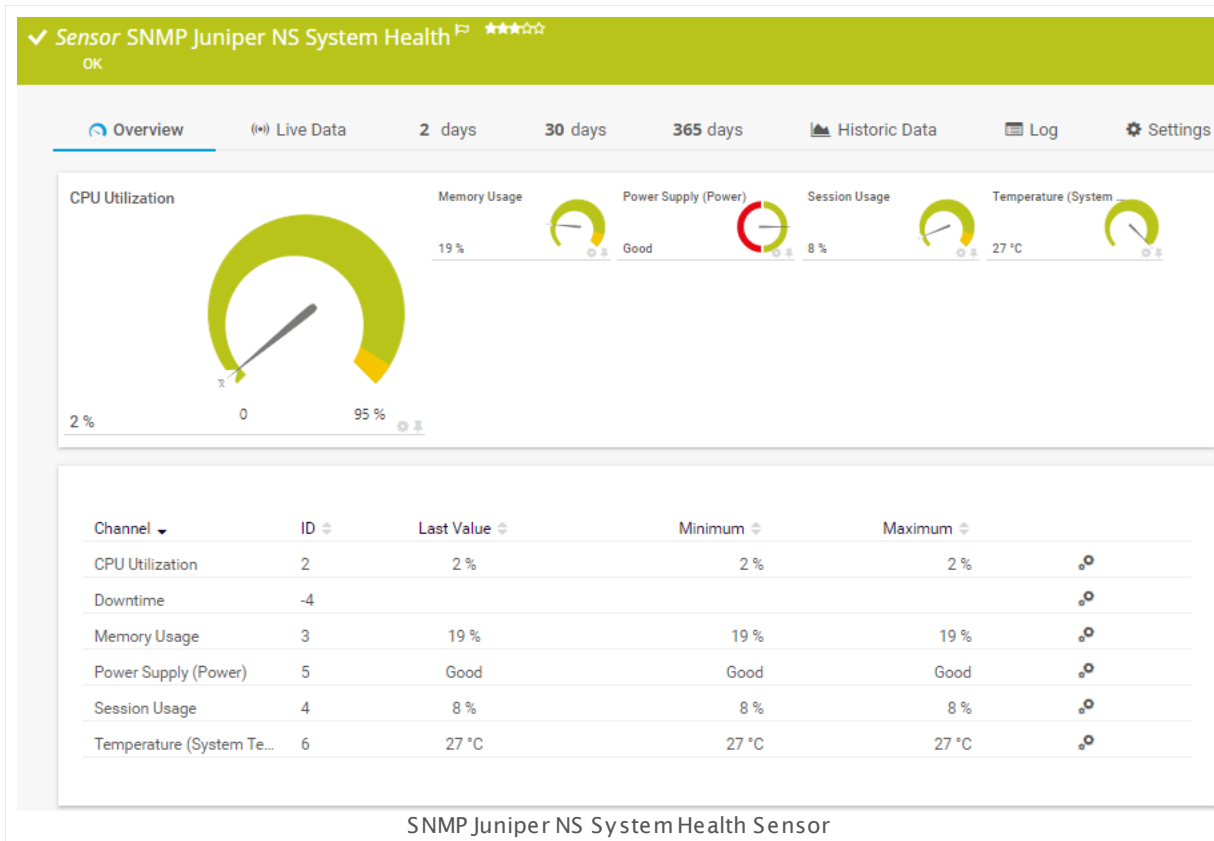 Sensor SNMP Juniper NS System Health
OK
Overview Live Data 2 days 30 days 365 days Historic Data Log Settings
CPU Utilization
2 %
0 95 %
Memory Usage
19 %
Power Supply (Power)
Good
Session Usage
8 %
Temperature (System ...
27 °C
Channel ID Last Value Minimum Maximum
CPU Utilization 2 2 % 2 % 2 %
Downtime -4
Memory Usage 3 19 % 19 % 19 %
Power Supply (Power) 5 Good Good Good
Session Usage 4 8 % 8 % 8 %
Temperature (System Te... 6 27 °C 27 °C 27 °C
SNMP Juniper NS System Health Sensor